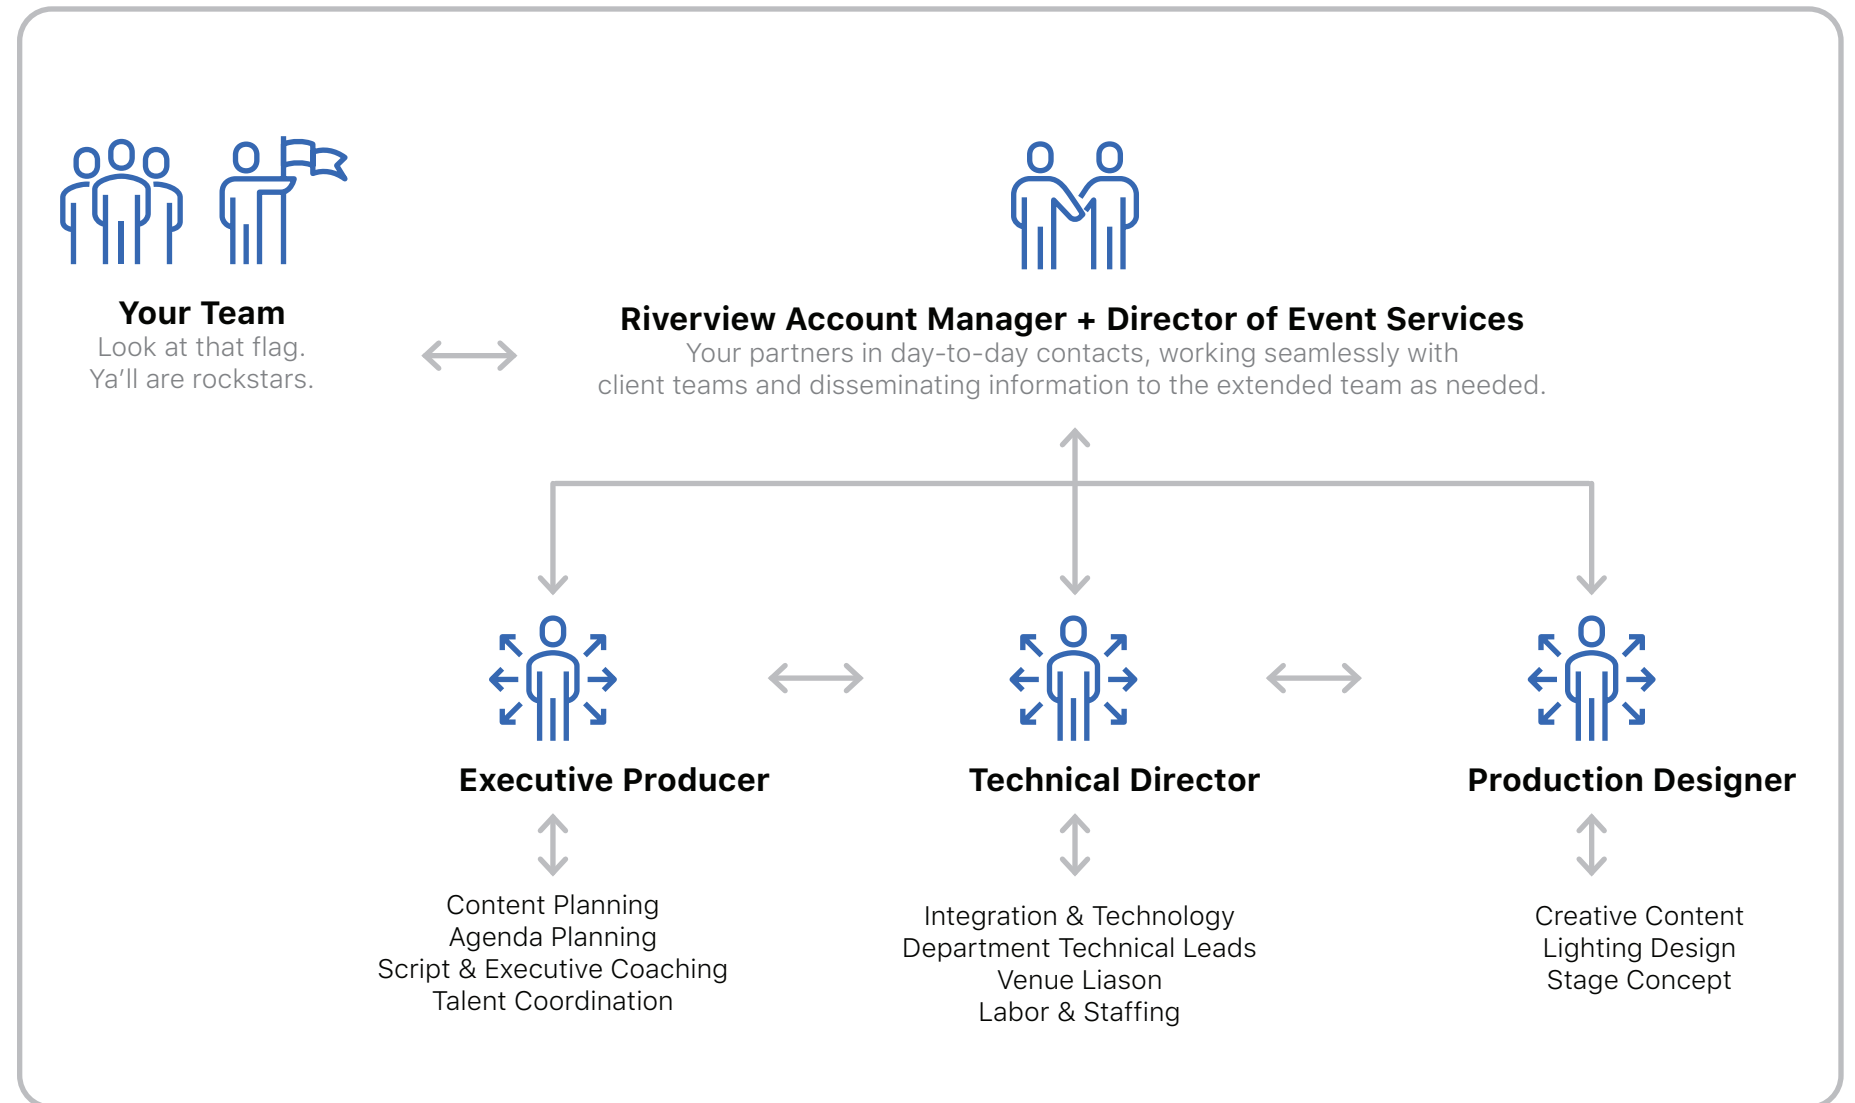 Your Team
Look at that flag.
Ya’ll are rockstars.
Riverview Account Manager + Director of Event Services
Your partners in day-to-day contacts, working seamlessly with
client teams and disseminating information to the extended team as needed.
Executive Producer
Content Planning
Agenda Planning
Script & Executive Coaching
Talent Coordination
Technical Director
Integration & Technology
Department Technical Leads
Venue Liason
Labor & Staffing
Production Designer
Creative Content
Lighting Design
Stage Concept